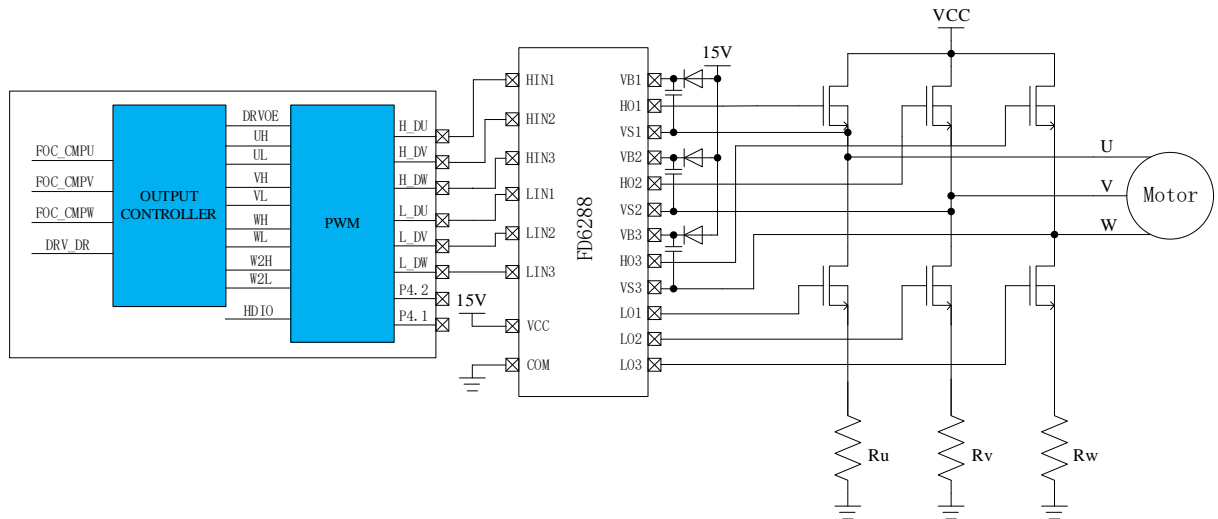 FOC_CMPU
FOC_CMPV
FOC_CMPW
DRV_DR
OUTPUT
CONTROLLER
DRVOE
UH
UL
VH
VL
WH
WL
W2H
W2L
HDIO
PWM
H_DU
H_DV
H_DW
L_DU
L_DV
L_DW
P4.2
P4.1
15V
HIN1
HIN2
HIN3
LIN1
LIN2
LIN3
VCC
COM
FD6288
VB1
HO1
VS1
VB2
HO2
VS2
VB3
HO3
VS3
LO1
LO2
LO3
15V
VCC
U
V
W
Motor
Ru
Rv
Rw